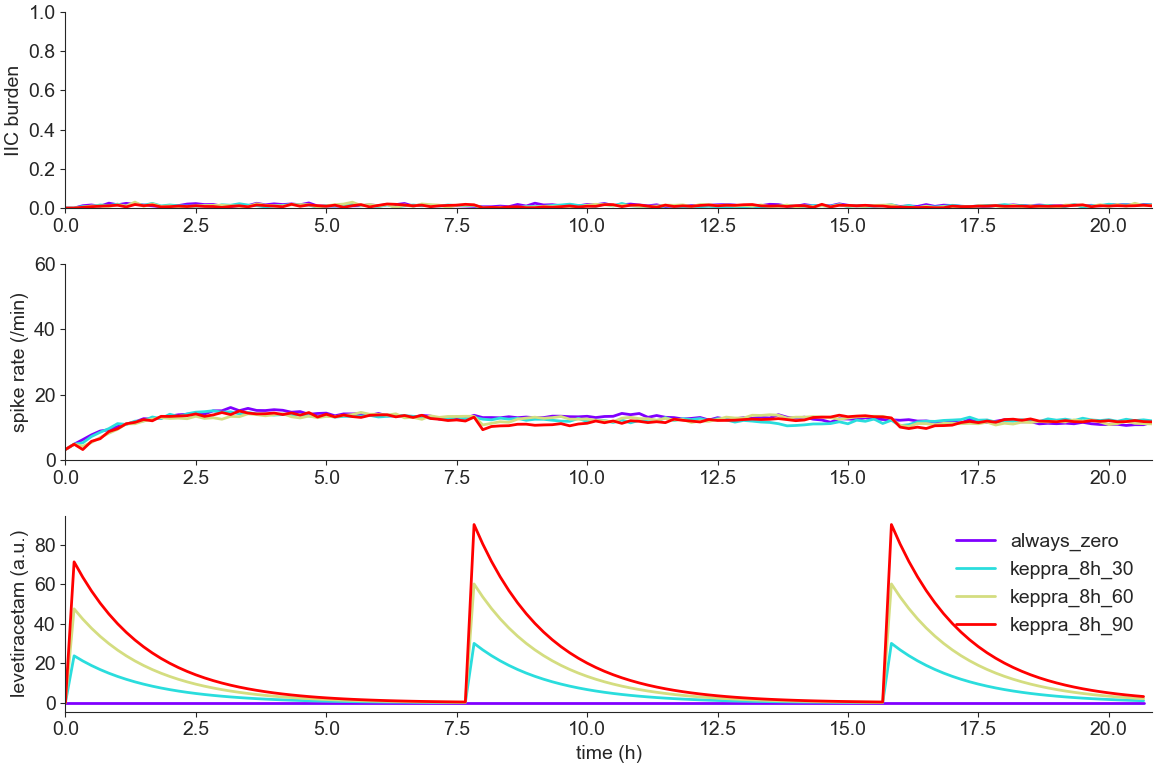 IIC burden
1.0
0.8
0.6
0.4
0.2
0.0
0.0 2.5 5.0 7.5 10.0 12.5 15.0 17.5 20.0
spike rate (/min)
60
40
20
0
0.0 2.5 5.0 7.5 10.0 12.5 15.0 17.5 20.0
levetiracetam (a.u.)
80
60
40
20
0
always_zero
keppra_8h_30
keppra_8h_60
keppra_8h_90
0.0 2.5 5.0 7.5 10.0 12.5 15.0 17.5 20.0
time (h)